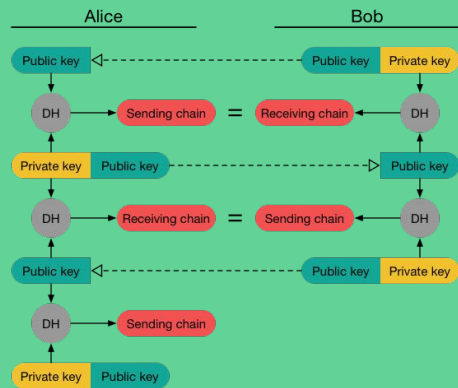 Alice Bob
Public key Public key Private key
DH Sending chain = Receiving chain DH
Private key Public key Public key
DH Receiving chain = Sending chain DH
Public key Public key Private key
DH Sending chain
Private key Public key